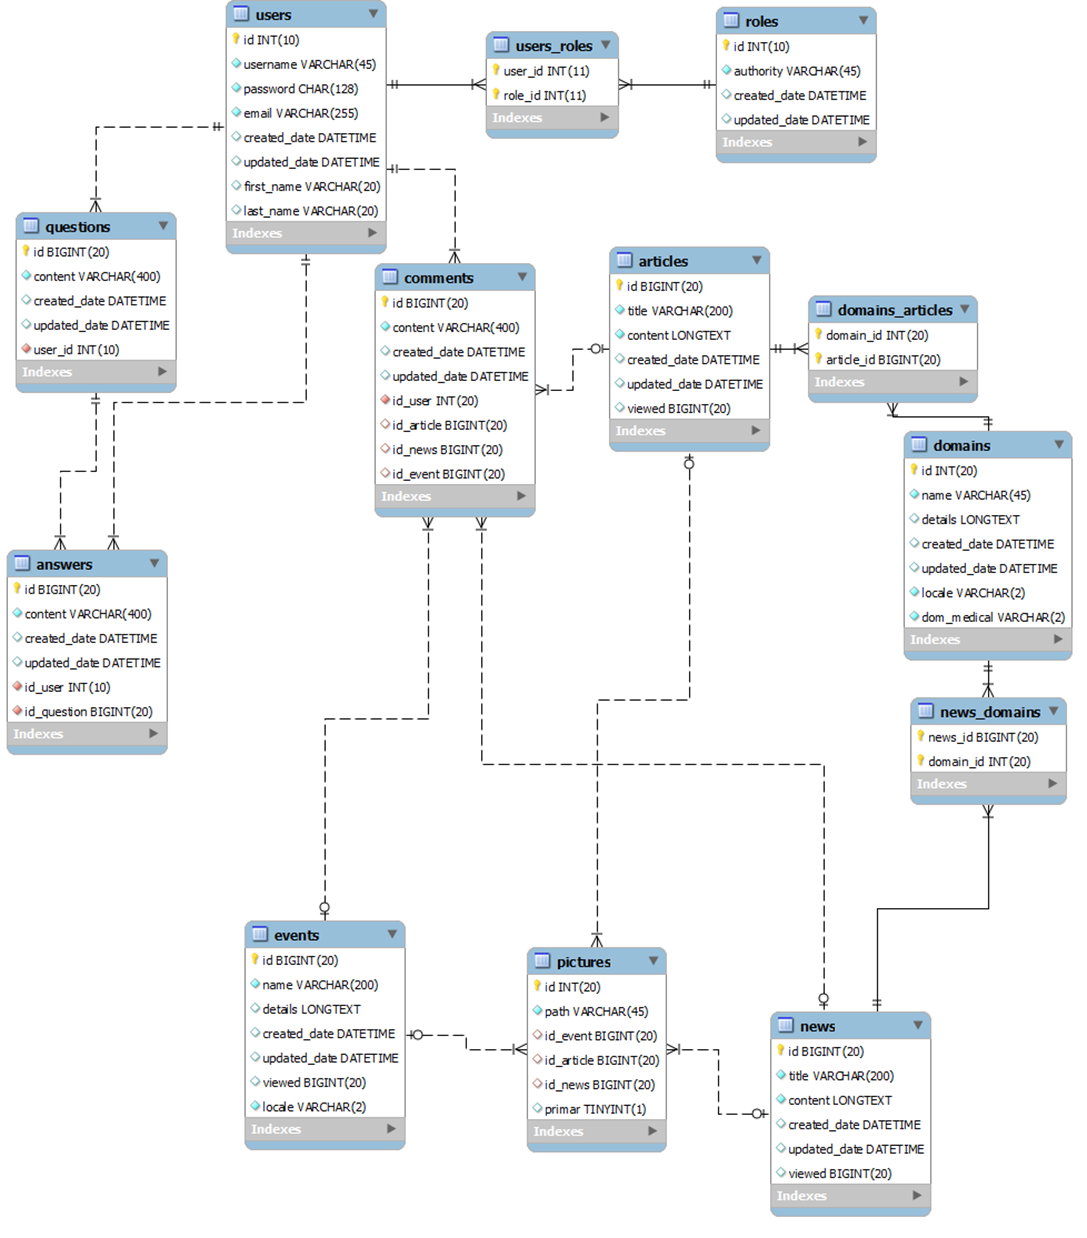 users
id INT(10)
username VARCHAR(45)
password CHAR(128)
email VARCHAR(255)
created_date DATETIME
updated_date DATETIME
first_name VARCHAR(20)
last_name VARCHAR(20)
Indexes
users_roles
user_id INT(11)
role_id INT(11)
Indexes
roles
id INT(10)
authority VARCHAR(45)
created_date DATETIME
updated_date DATETIME
Indexes
questions
id BIGINT(20)
content VARCHAR(400)
created_date DATETIME
updated_date DATETIME
user_id INT(10)
Indexes
comments
id BIGINT(20)
content VARCHAR(400)
created_date DATETIME
updated_date DATETIME
id_user INT(20)
id_article BIGINT(20)
id_news BIGINT(20)
id_event BIGINT(20)
Indexes
articles
id BIGINT(20)
title VARCHAR(200)
content LONGTEXT
created_date DATETIME
updated_date DATETIME
viewed BIGINT(20)
Indexes
domains_articles
domain_id INT(20)
article_id BIGINT(20)
Indexes
domains
id INT(20)
name VARCHAR(45)
details LONGTEXT
created_date DATETIME
updated_date DATETIME
locale VARCHAR(2)
dom_medical VARCHAR(2)
Indexes
answers
id BIGINT(20)
content VARCHAR(400)
created_date DATETIME
updated_date DATETIME
id_user INT(10)
id_question BIGINT(20)
Indexes
news_domains
news_id BIGINT(20)
domain_id INT(20)
Indexes
events
id BIGINT(20)
name VARCHAR(200)
details LONGTEXT
created_date DATETIME
updated_date DATETIME
viewed BIGINT(20)
locale VARCHAR(2)
Indexes
pictures
id INT(20)
path VARCHAR(45)
id_event BIGINT(20)
id_article BIGINT(20)
id_news BIGINT(20)
primar TINYINT(1)
Indexes
news
id BIGINT(20)
title VARCHAR(200)
content LONGTEXT
created_date DATETIME
updated_date DATETIME
viewed BIGINT(20)
Indexes